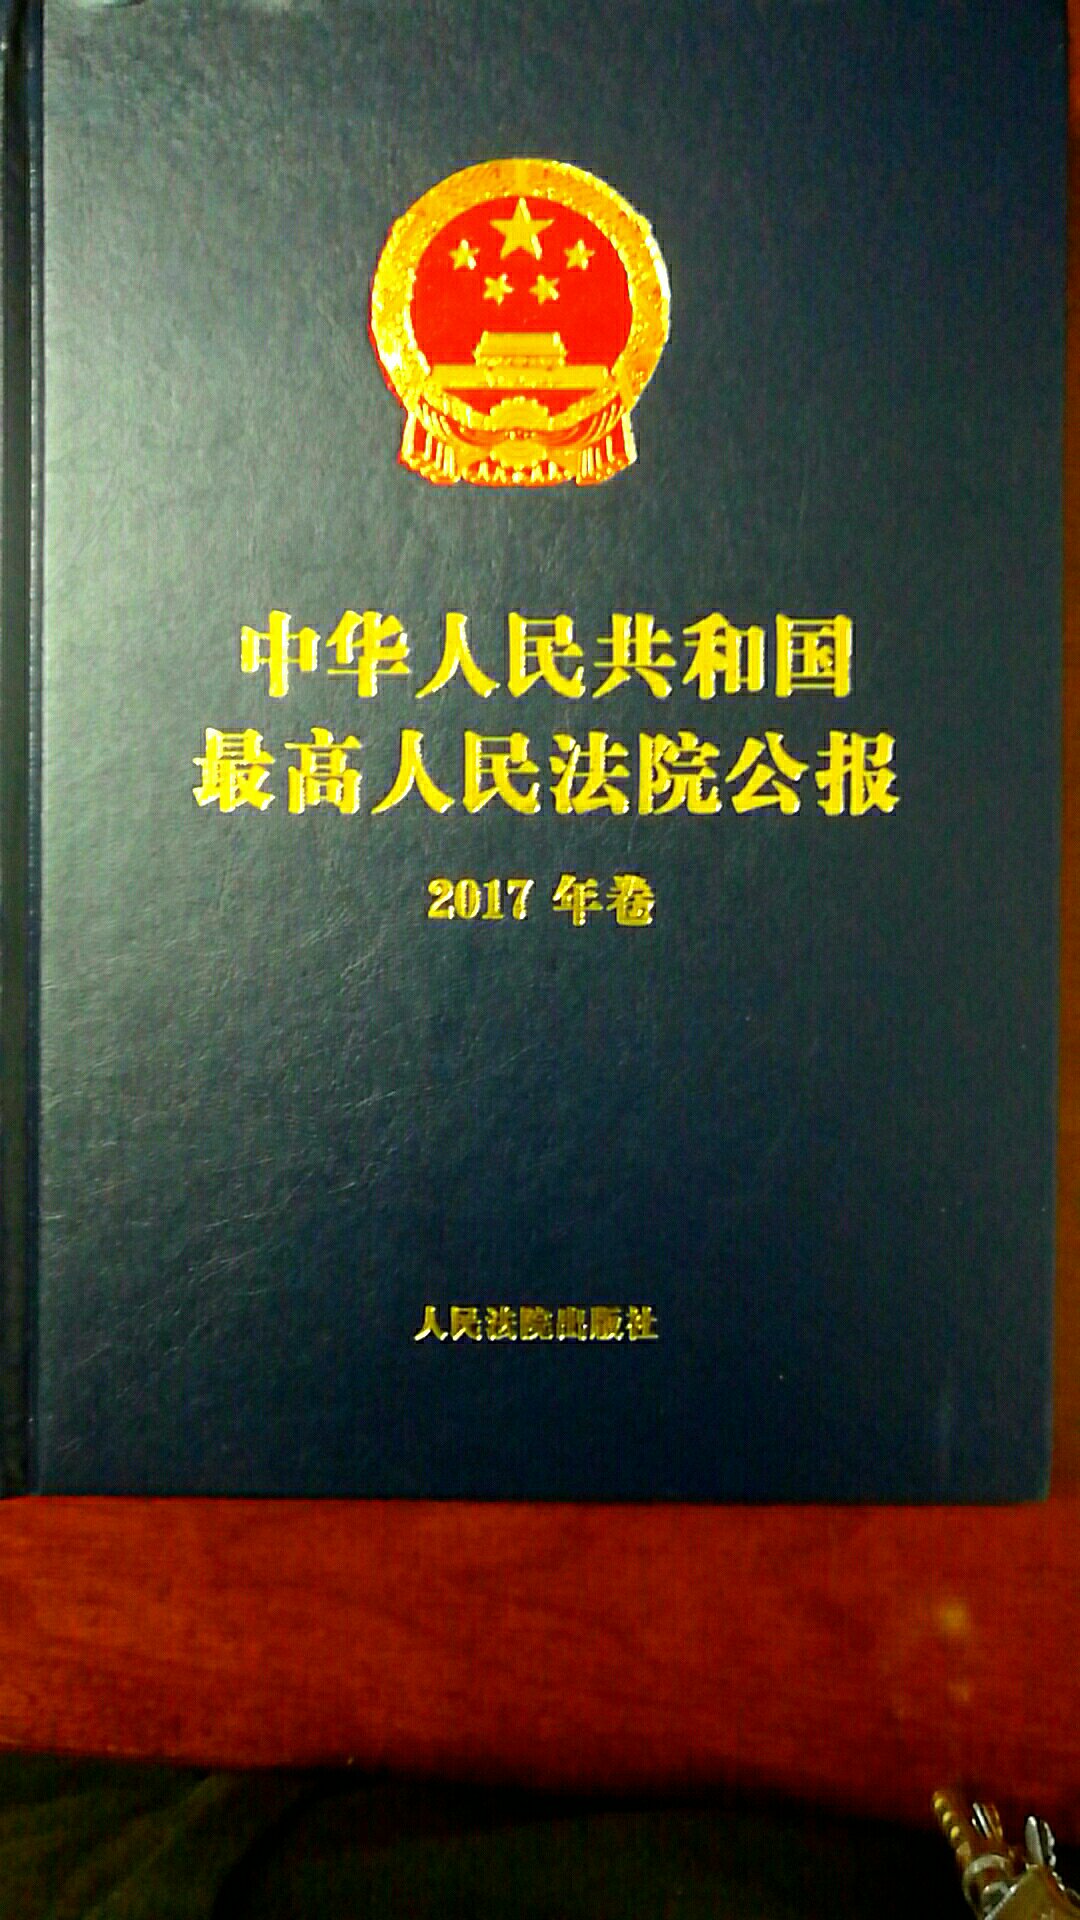 中华人民共和国
最高人民法院公报
2017 年卷
人民法院出版社